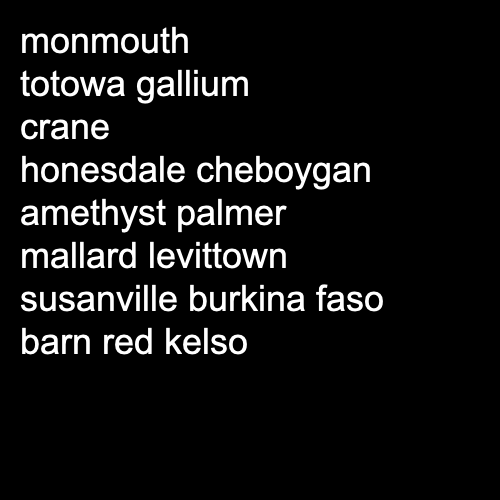 monmouth
totowa gallium
crane
honesdale cheboygan
amethyst palmer
mallard levittown
susanville burkina faso
barn red kelso